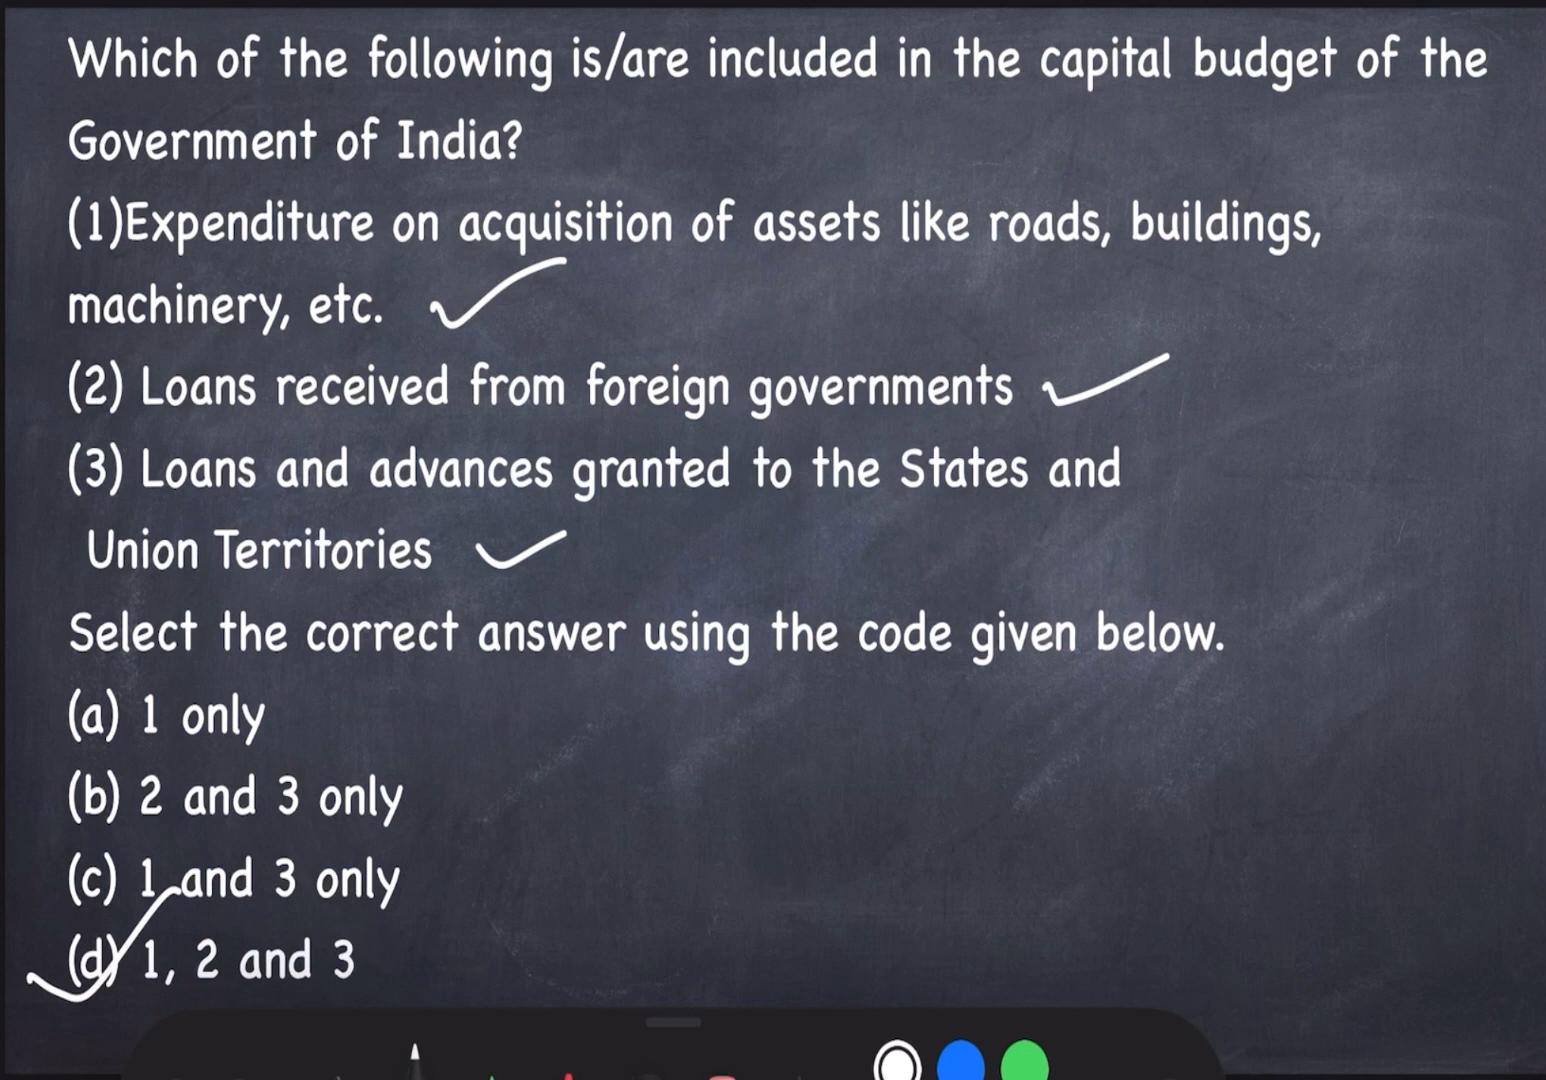 Which of the following is/are included in the capital budget of the
Government of India?
(1)Expenditure on acquisition of assets like roads, buildings,
machinery, etc.
(2) Loans received from foreign governments
(3) Loans and advances granted to the States and
Union Territories
Select the correct answer using the code given below.
(a) 1 only
(b) 2 and 3 only
(c) 1 and 3 only
(d) 1, 2 and 3